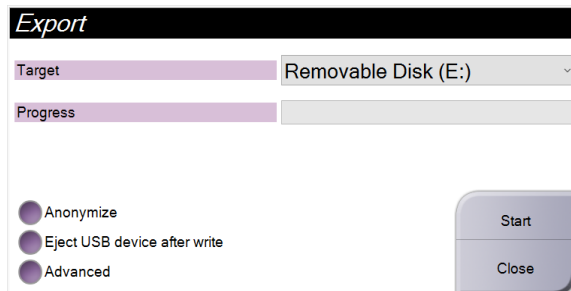 Export
Target
Removable Disk (E:)
Progress
Anonymize
Eject USB device after write
Advanced
Start
Close